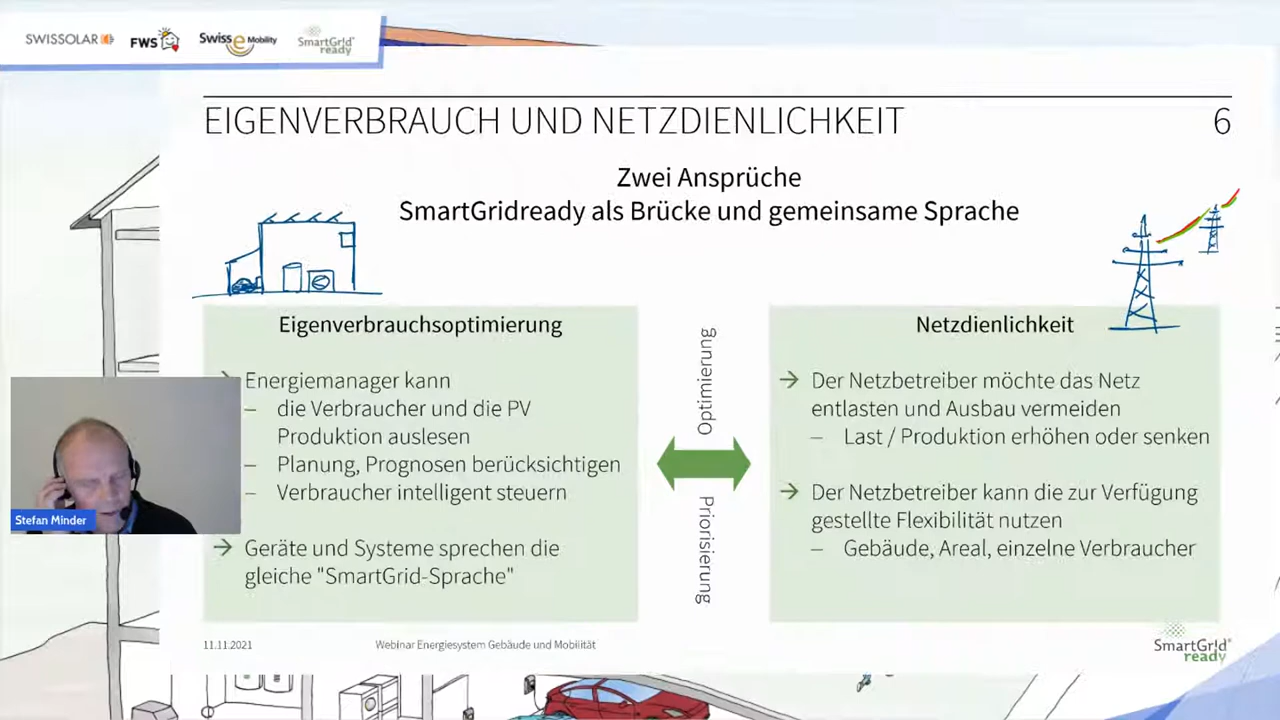 SWISSOLAR
FWS
Swiss eMobility
SmartGrid ready
EIGENVERBRAUCH UND NETZDIENLICHKEIT
6
Zwei Ansprüche
SmartGridready als Brücke und gemeinsame Sprache
Eigenverbrauchsoptimierung
→ Energiemanager kann
– die Verbraucher und die PV
Produktion auslesen
– Planung, Prognosen berücksichtigen
– Verbraucher intelligent steuern
→ Geräte und Systeme sprechen die
gleiche "SmartGrid-Sprache"
Optimierung
Priorisierung
Netzdienlichkeit
→ Der Netzbetreiber möchte das Netz
entlasten und Ausbau vermeiden
– Last / Produktion erhöhen oder senken
→ Der Netzbetreiber kann die zur Verfügung
gestellte Flexibilität nutzen
– Gebäude, Areal, einzelne Verbraucher
Stefan Minder
11.11.2021
Webinar Energiesystem Gebäude und Mobilität
SmartGrid
ready